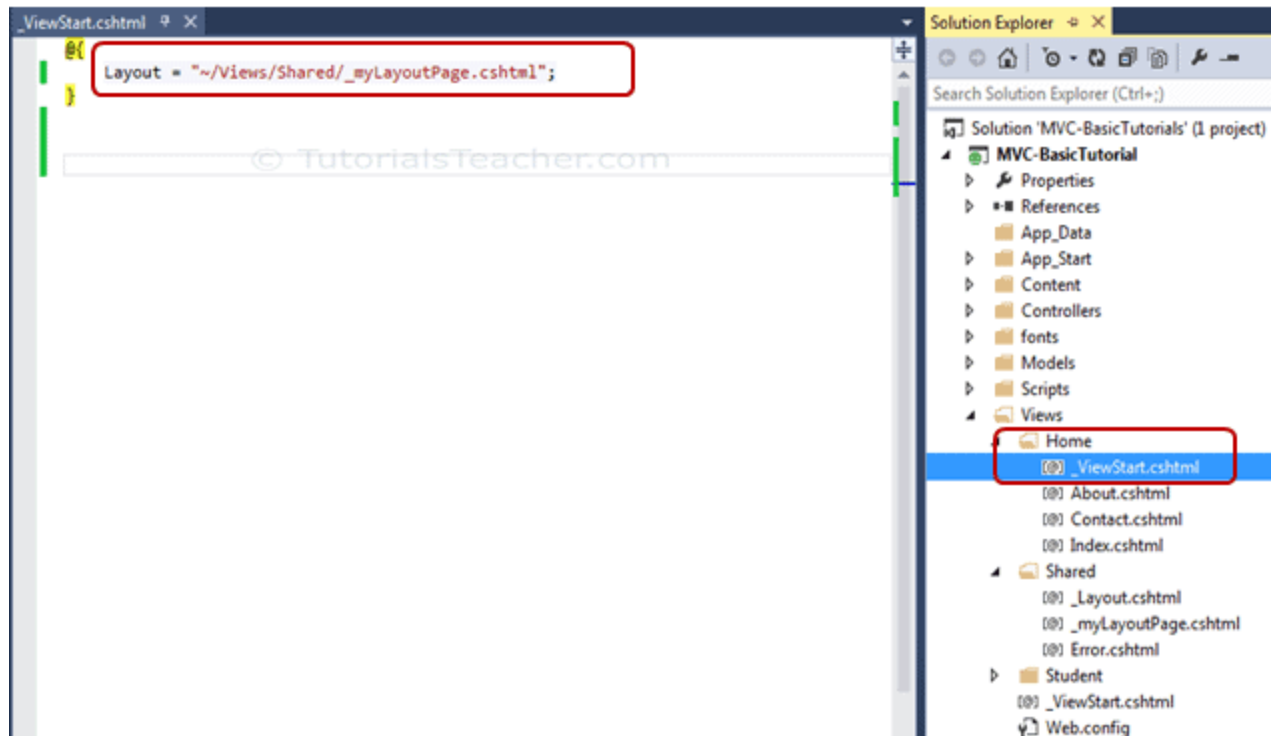 _ViewStart.cshtml
@{
Layout = "~/Views/Shared/_myLayoutPage.cshtml";
}
© TutorialsTeacher.com
Solution Explorer
Search Solution Explorer (Ctrl+;)
Solution 'MVC-BasicTutorials' (1 project)
MVC-BasicTutorial
Properties
References
App_Data
App_Start
Content
Controllers
fonts
Models
Scripts
Views
Home
[@] _ViewStart.cshtml
[@] About.cshtml
[@] Contact.cshtml
[@] Index.cshtml
Shared
[@] _Layout.cshtml
[@] _myLayoutPage.cshtml
[@] Error.cshtml
Student
[@] _ViewStart.cshtml
Web.config